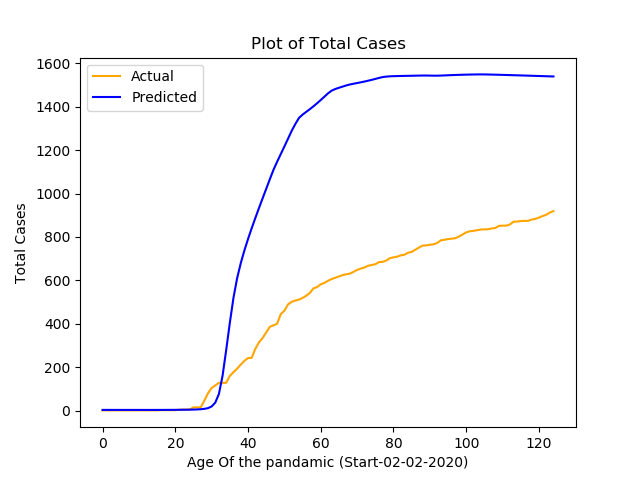 Plot of Total Cases
Actual
Predicted
1600
1400
1200
1000
800
600
400
200
0
Total Cases
0 20 40 60 80 100 120
Age Of the pandamic (Start-02-02-2020)